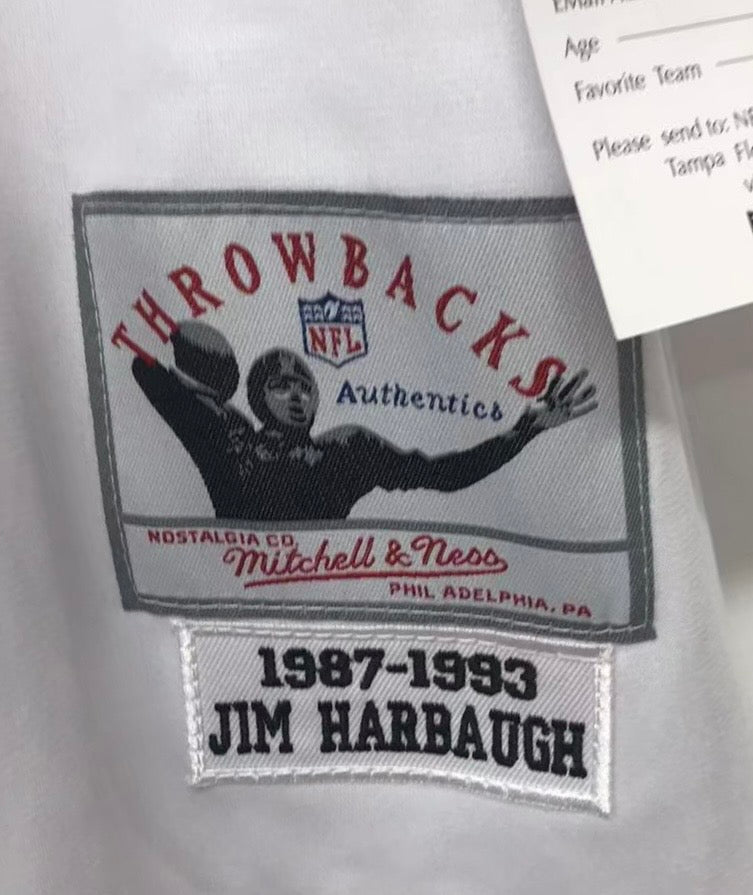 Age
Favorite Team
Please send to: NF
Tampa Fl
THROWBACKS
NFL
Authentics
NOSTALGIA CO.
Mitchell & Ness
PHILADELPHIA, PA
1987-1993
JIM HARBAUGH